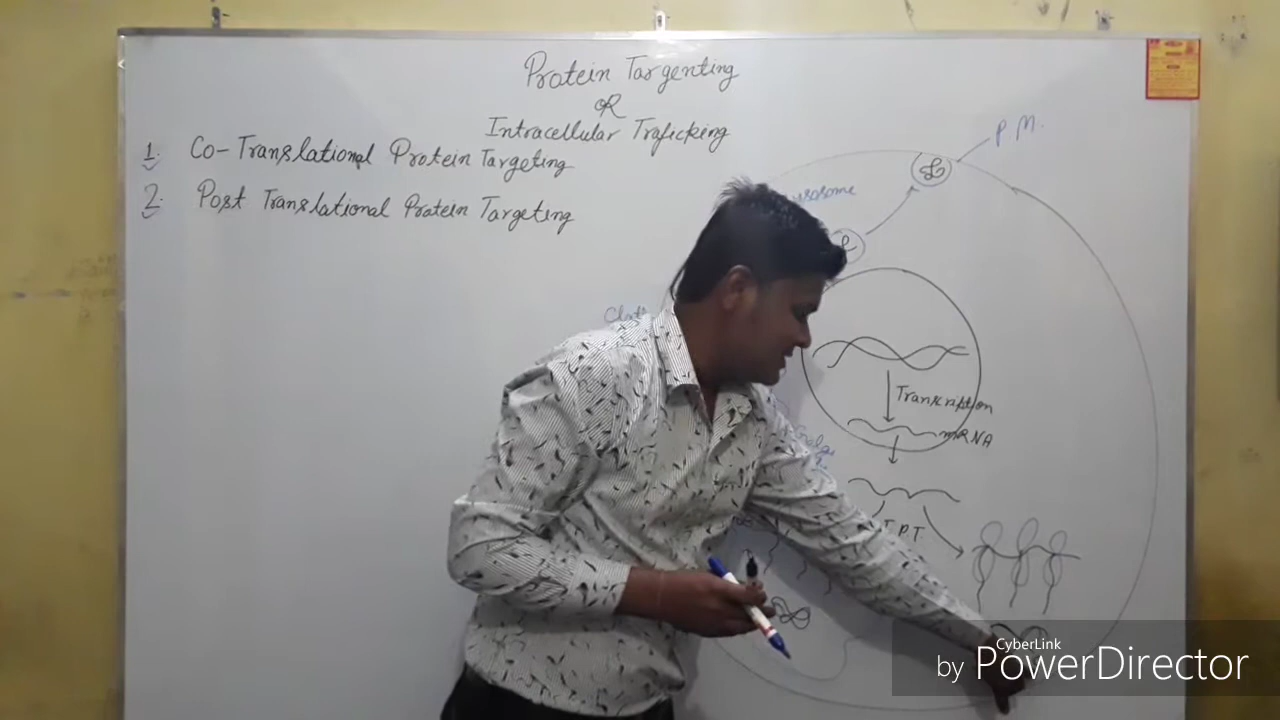 Protein Targenting
OR
Intracellular Traficking
1. Co-Translational Protein Targeting
2. Post Translational Protein Targeting
P.M.
Transcription
mRNA
CyberLink
by PowerDirector